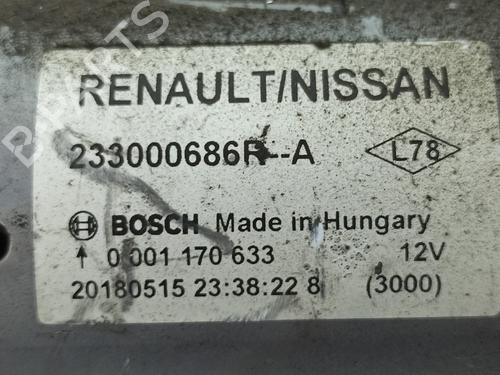 RENAULT/NISSAN
233000686R--A
L78
BOSCH Made in Hungary
0 001 170 633 12V
20180515 23:38:22 8 (3000)
B-PARTS